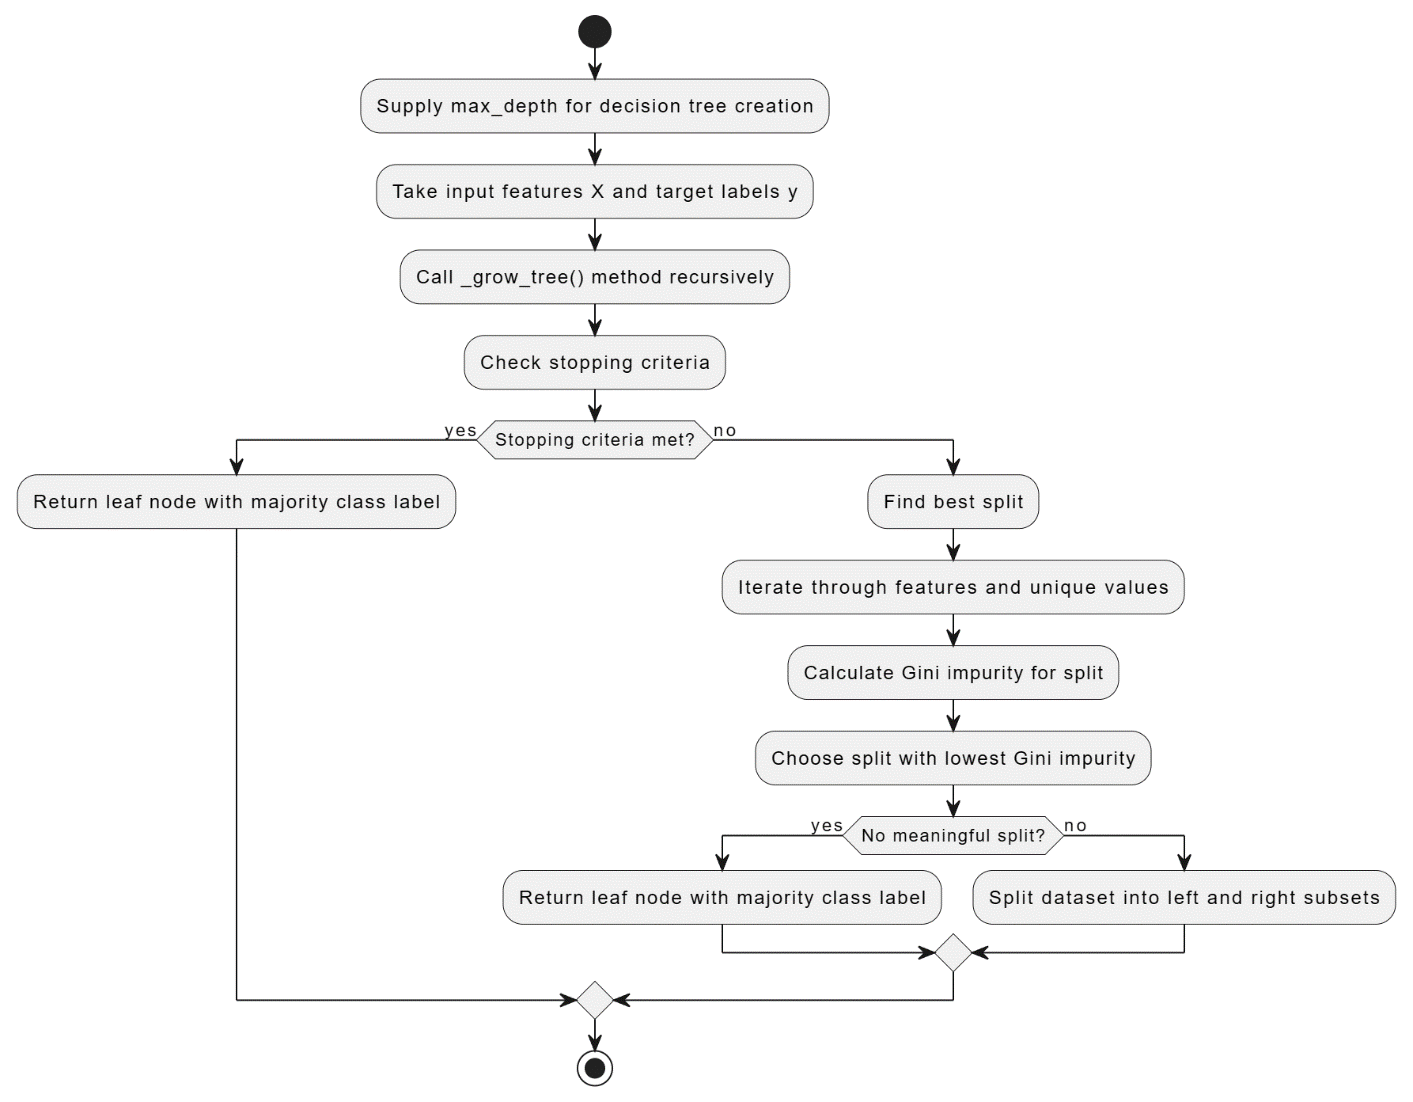 Supply max_depth for decision tree creation
Take input features X and target labels y
Call _grow_tree() method recursively
Check stopping criteria
yes
Stopping criteria met?
no
Return leaf node with majority class label
Find best split
Iterate through features and unique values
Calculate Gini impurity for split
Choose split with lowest Gini impurity
yes
No meaningful split?
no
Return leaf node with majority class label
Split dataset into left and right subsets